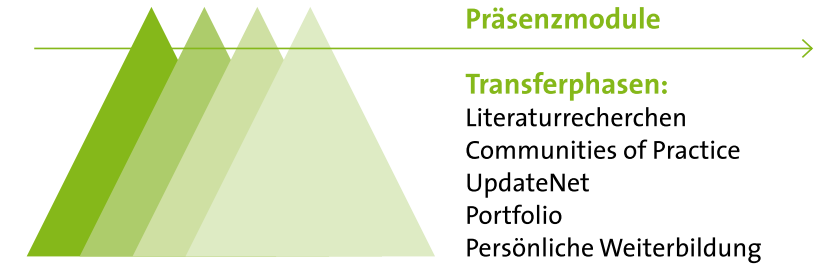 Präsenzmodule
Transferphasen:
Literaturrecherchen
Communities of Practice
UpdateNet
Portfolio
Persönliche Weiterbildung